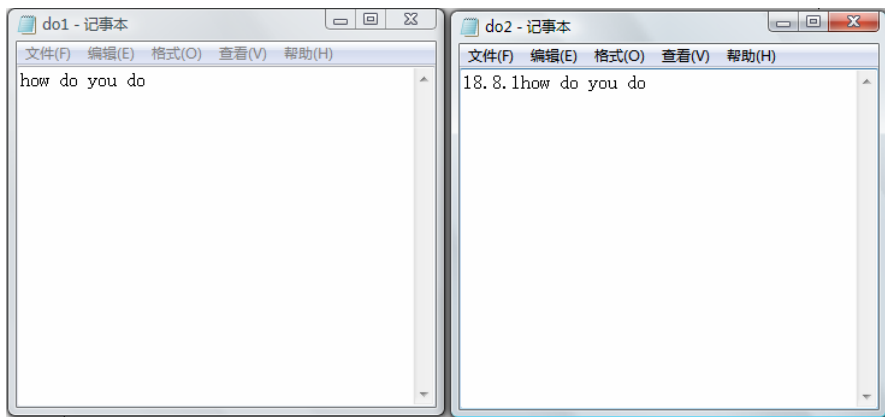 do1 - 记事本
文件(F) 编辑(E) 格式(O) 查看(V) 帮助(H)
how do you do
do2 - 记事本
文件(F) 编辑(E) 格式(O) 查看(V) 帮助(H)
18.8.1how do you do